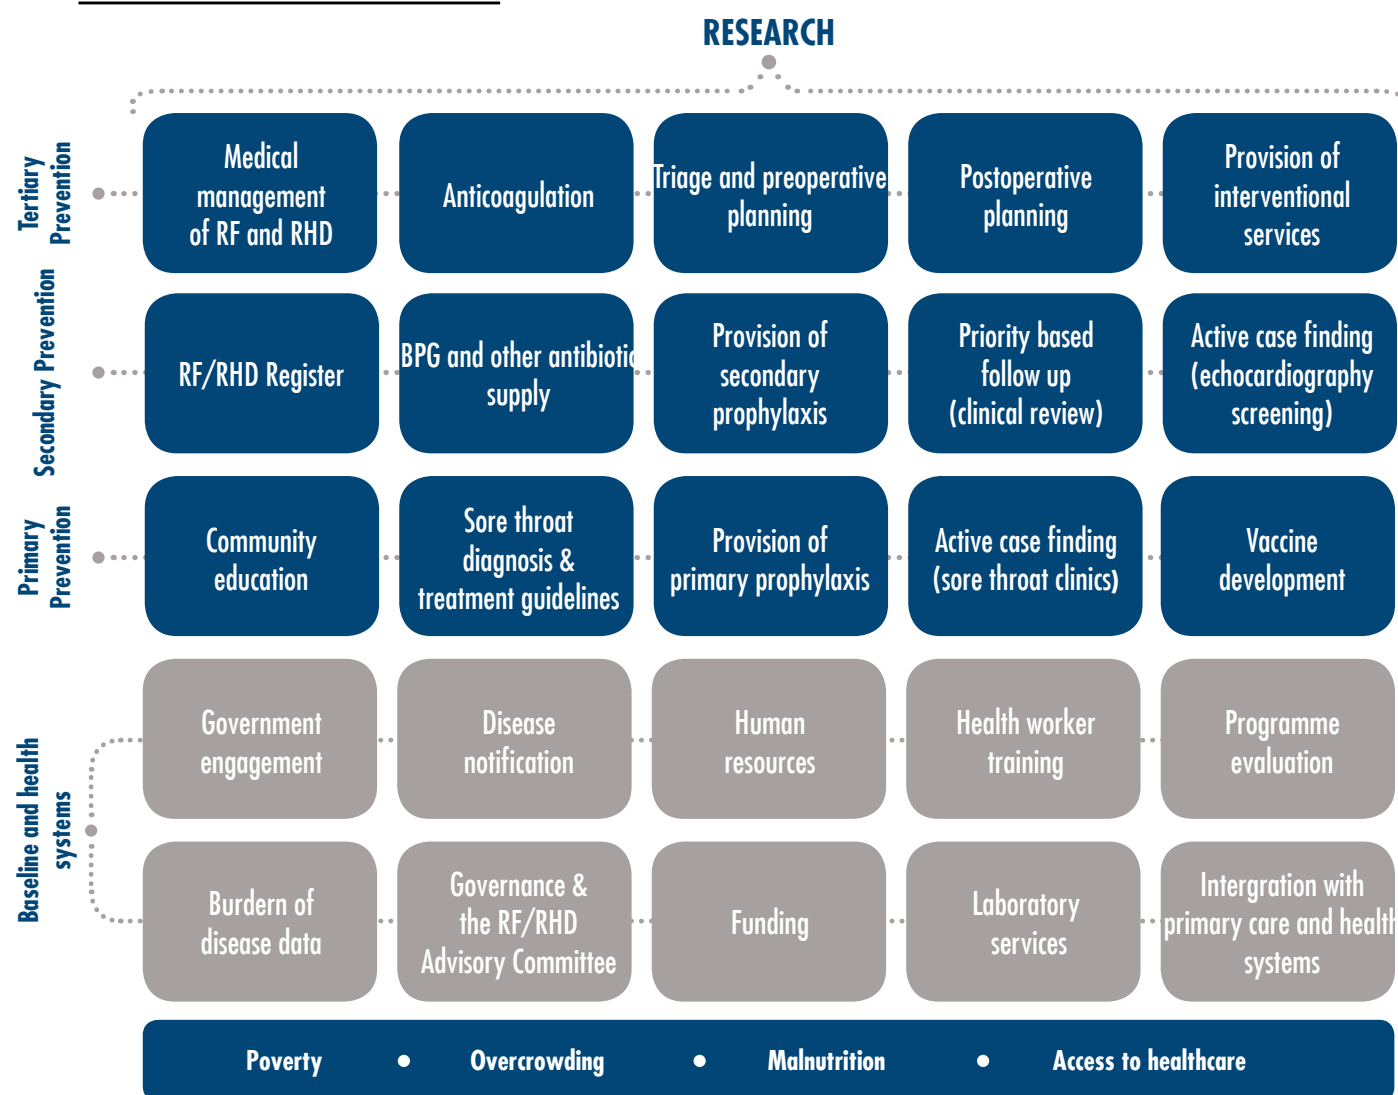 RESEARCH
Tertiary
Prevention
Medical
management
of RF and RHD
Anticoagulation
Triage and preoperative
planning
Postoperative
planning
Provision of
interventional
services
Secondary Prevention
RF/RHD Register
BPG and other antibiotic
supply
Provision of
secondary
prophylaxis
Priority based
follow up
(clinical review)
Active case finding
(echocardiography
screening)
Primary
Prevention
Community
education
Sore throat
diagnosis &
treatment guidelines
Provision of
primary prophylaxis
Active case finding
(sore throat clinics)
Vaccine
development
Baseline and health
systems
Government
engagement
Disease
notification
Human
resources
Health worker
training
Programme
evaluation
Burdern of
disease data
Governance &
the RF/RHD
Advisory Committee
Funding
Laboratory
services
Intergration with
primary care and health
systems
Poverty • Overcrowding • Malnutrition • Access to healthcare